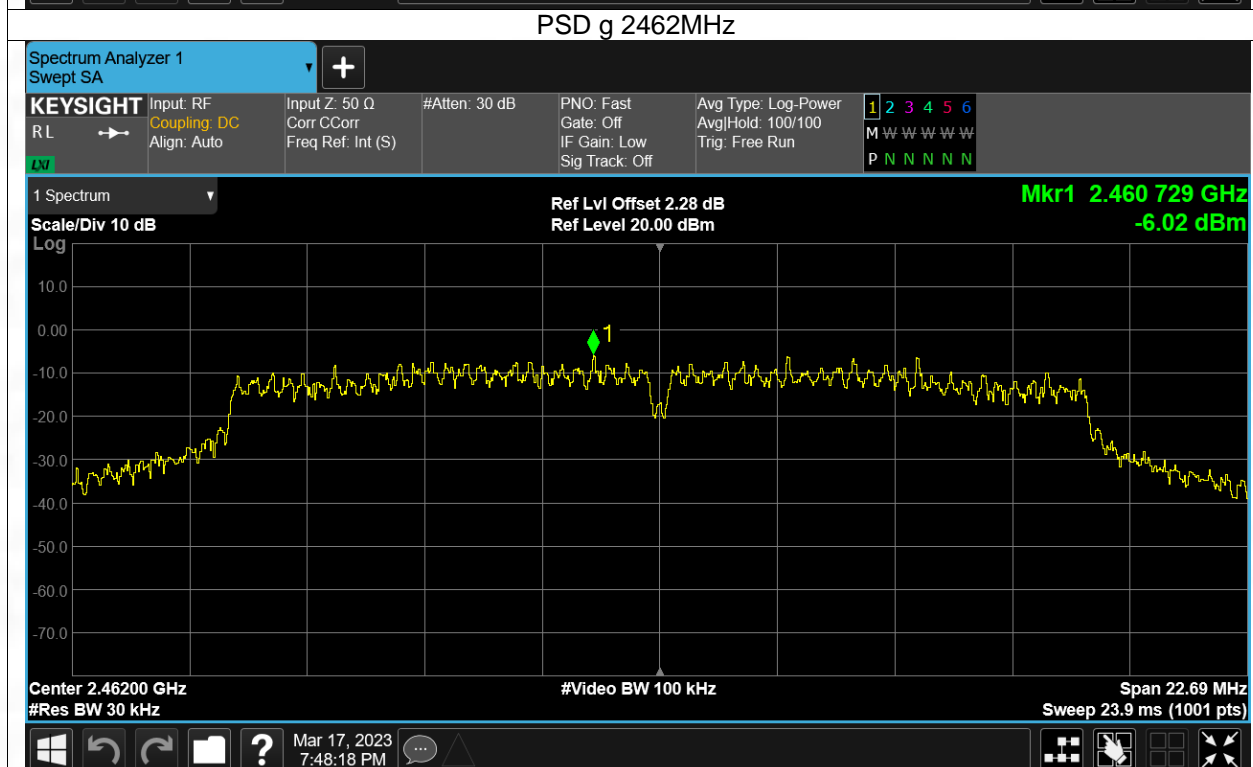 PSD g 2462MHz
Spectrum Analyzer 1
Swept SA
KEYSIGHT Input: RF Input Z: 50 Ω #Atten: 30 dB PNO: Fast Avg Type: Log-Power 1 2 3 4 5 6
RL Coupling: DC Corr CCorr Gate: Off Avg|Hold: 100/100 M W W W W W
Align: Auto Freq Ref: Int (S) IF Gain: Low Trig: Free Run
LXI Sig Track: Off P N N N N N
1 Spectrum Ref Lvl Offset 2.28 dB Mkr1 2.460 729 GHz
Scale/Div 10 dB Ref Level 20.00 dBm -6.02 dBm
Log
10.0
0.00
1
-10.0
-20.0
-30.0
-40.0
-50.0
-60.0
-70.0
Center 2.46200 GHz #Video BW 100 kHz Span 22.69 MHz
#Res BW 30 kHz Sweep 23.9 ms (1001 pts)
? Mar 17, 2023
7:48:18 PM